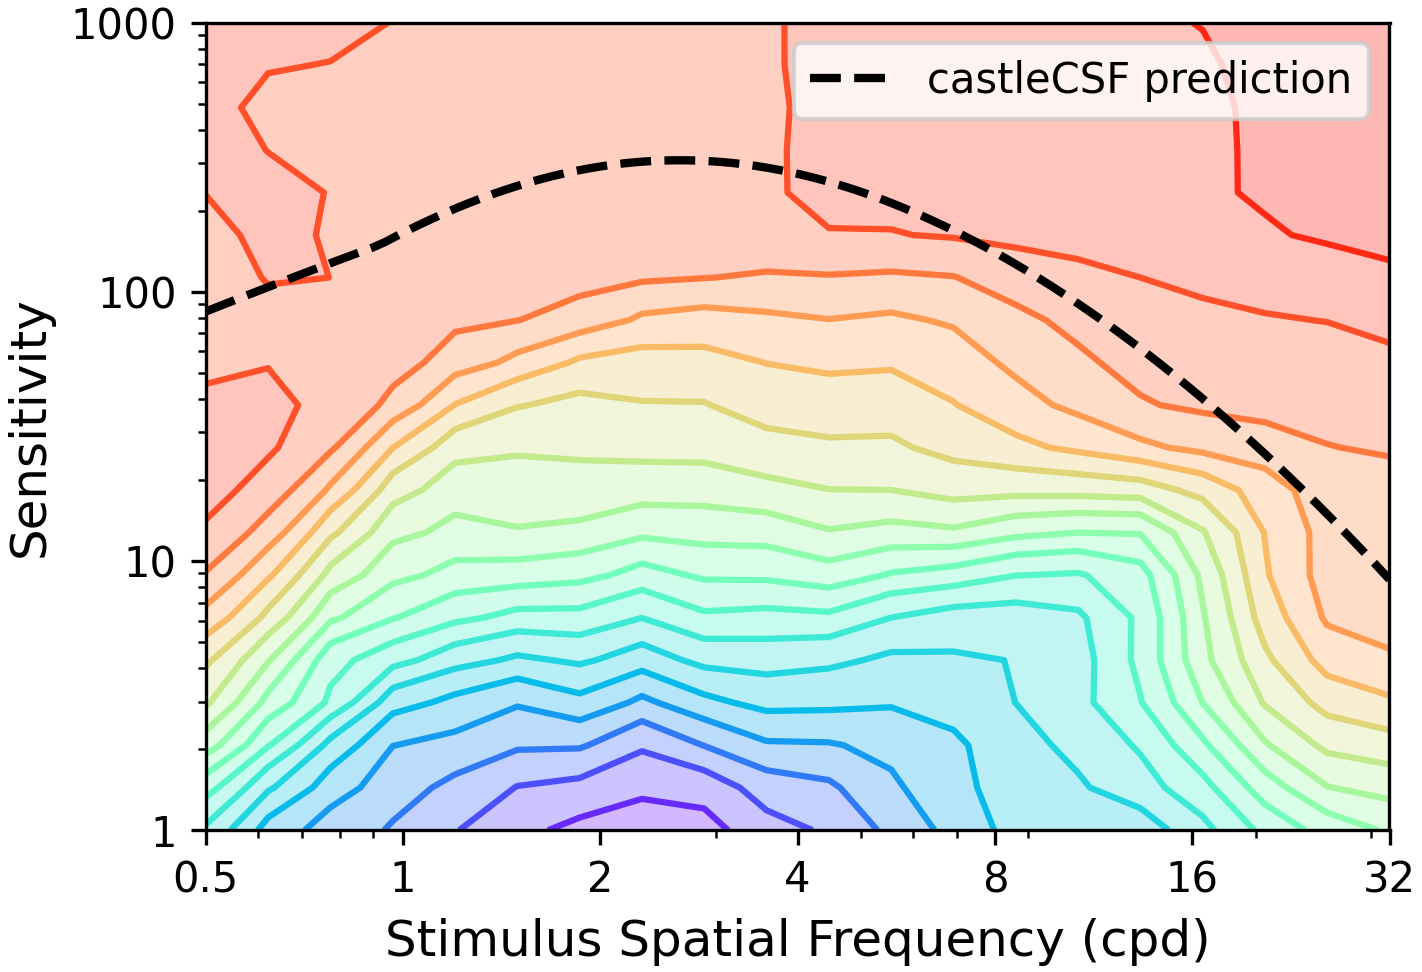 1000
100
10
1
Sensitivity
castleCSF prediction
0.5 1 2 4 8 16 32
Stimulus Spatial Frequency (cpd)